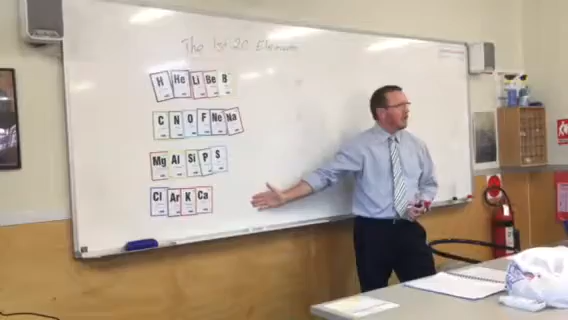 The 1st 20 Elements
H He Li Be B
C N O F Ne Na
Mg Al Si P S
Cl Ar K Ca